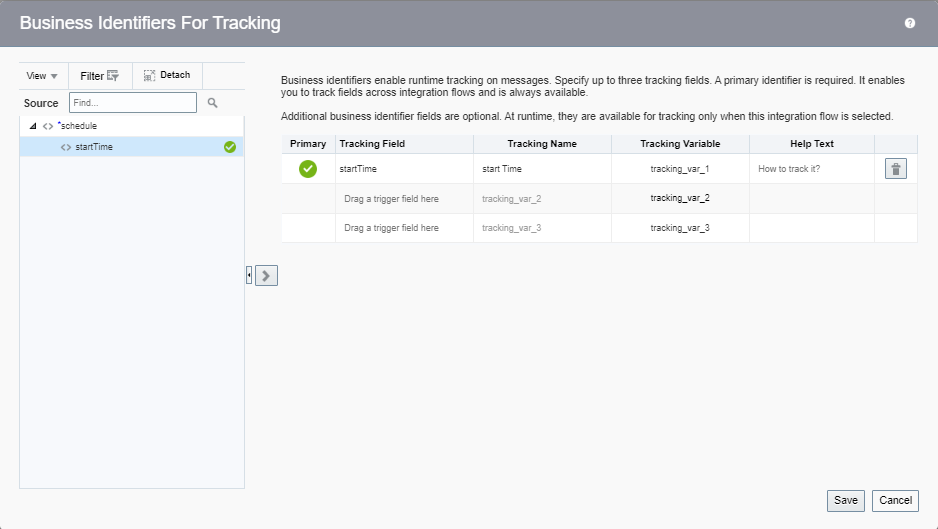 Business Identifiers For Tracking
?
View
Filter
Detach
Source Find...
*schedule
startTime
Business identifiers enable runtime tracking on messages. Specify up to three tracking fields. A primary identifier is required. It enables
you to track fields across integration flows and is always available.
Additional business identifier fields are optional. At runtime, they are available for tracking only when this integration flow is selected.
Primary Tracking Field Tracking Name Tracking Variable Help Text
startTime start Time tracking_var_1 How to track it?
Drag a trigger field here tracking_var_2 tracking_var_2
Drag a trigger field here tracking_var_3 tracking_var_3
Save Cancel